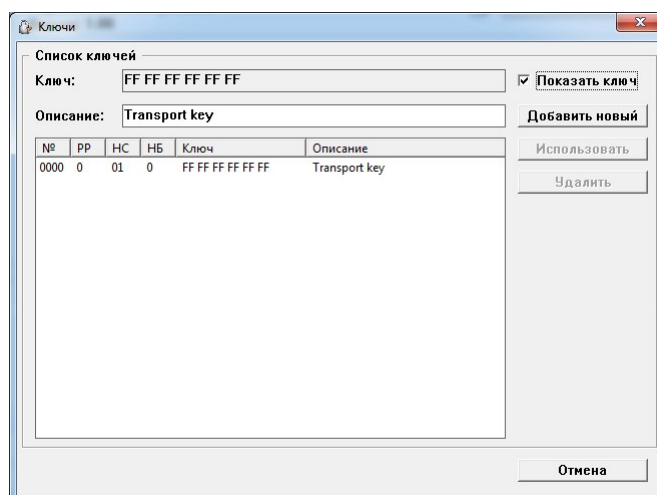 Ключи
Список ключей
Ключ: FF FF FF FF FF FF
Показать ключ
Описание: Transport key
Добавить новый
№ РР НС НБ Ключ Описание
Использовать
0000 0 01 0 FF FF FF FF FF FF Transport key
Удалить
Отмена